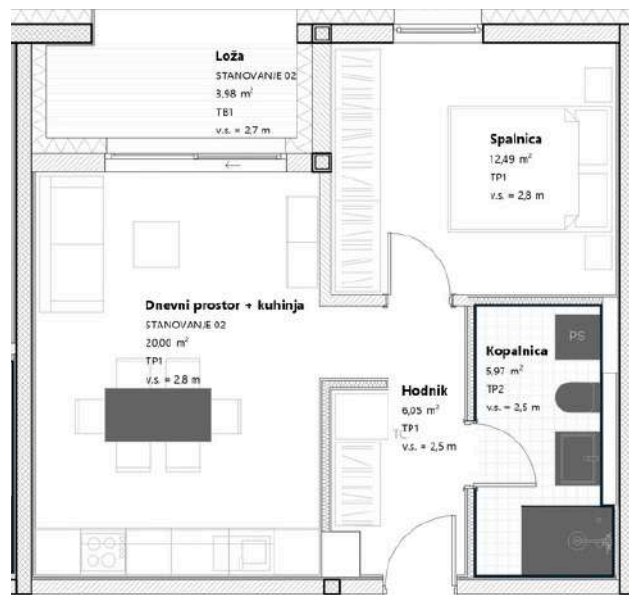 Loža
STANOVANJE 02
3,98 m²
TB1
v.s. = 2,7 m
Spalnica
12,49 m²
TP1
v.s. = 2,8 m
Dnevni prostor + kuhinja
STANOVANJE 02
20,00 m²
TP1
v.s. = 2,8 m
Kopalnica
5,97 m²
TP2
v.s. = 2,5 m
PS
Hodnik
6,05 m²
TP1
v.s. = 2,5 m